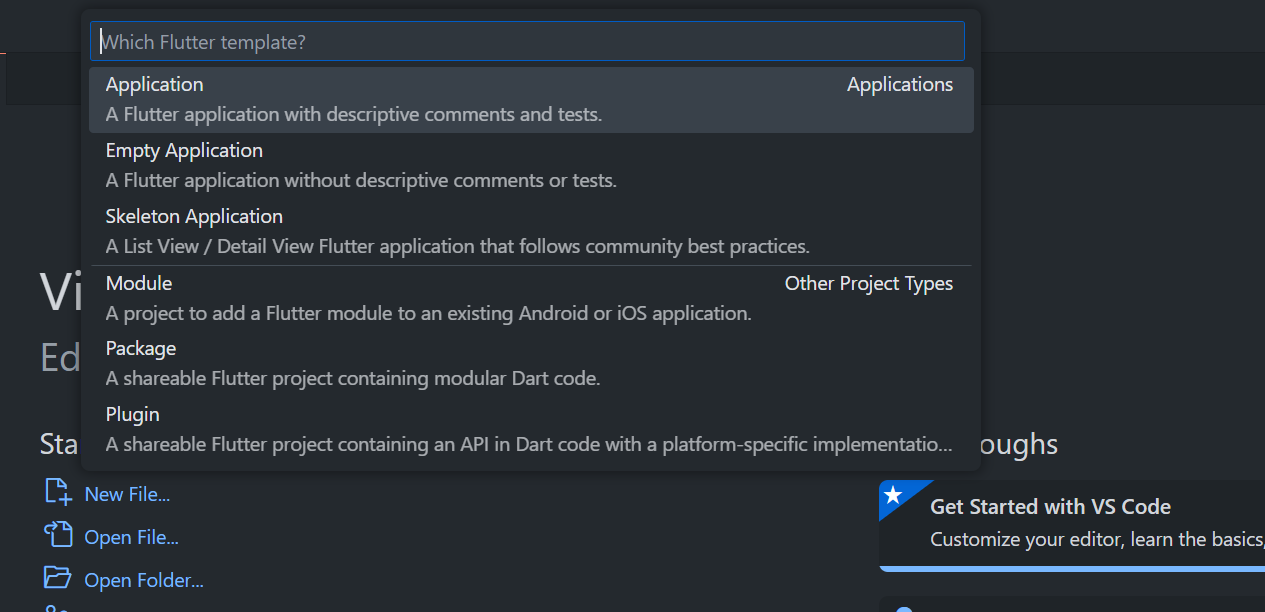 Which Flutter template?
Application
Applications
A Flutter application with descriptive comments and tests.
Empty Application
A Flutter application without descriptive comments or tests.
Skeleton Application
A List View / Detail View Flutter application that follows community best practices.
Module
Other Project Types
A project to add a Flutter module to an existing Android or iOS application.
Package
A shareable Flutter project containing modular Dart code.
Plugin
A shareable Flutter project containing an API in Dart code with a platform-specific implementatio...
Vi
Ed
Sta
oughs
New File...
Open File...
Open Folder...
Get Started with VS Code
Customize your editor, learn the basics,